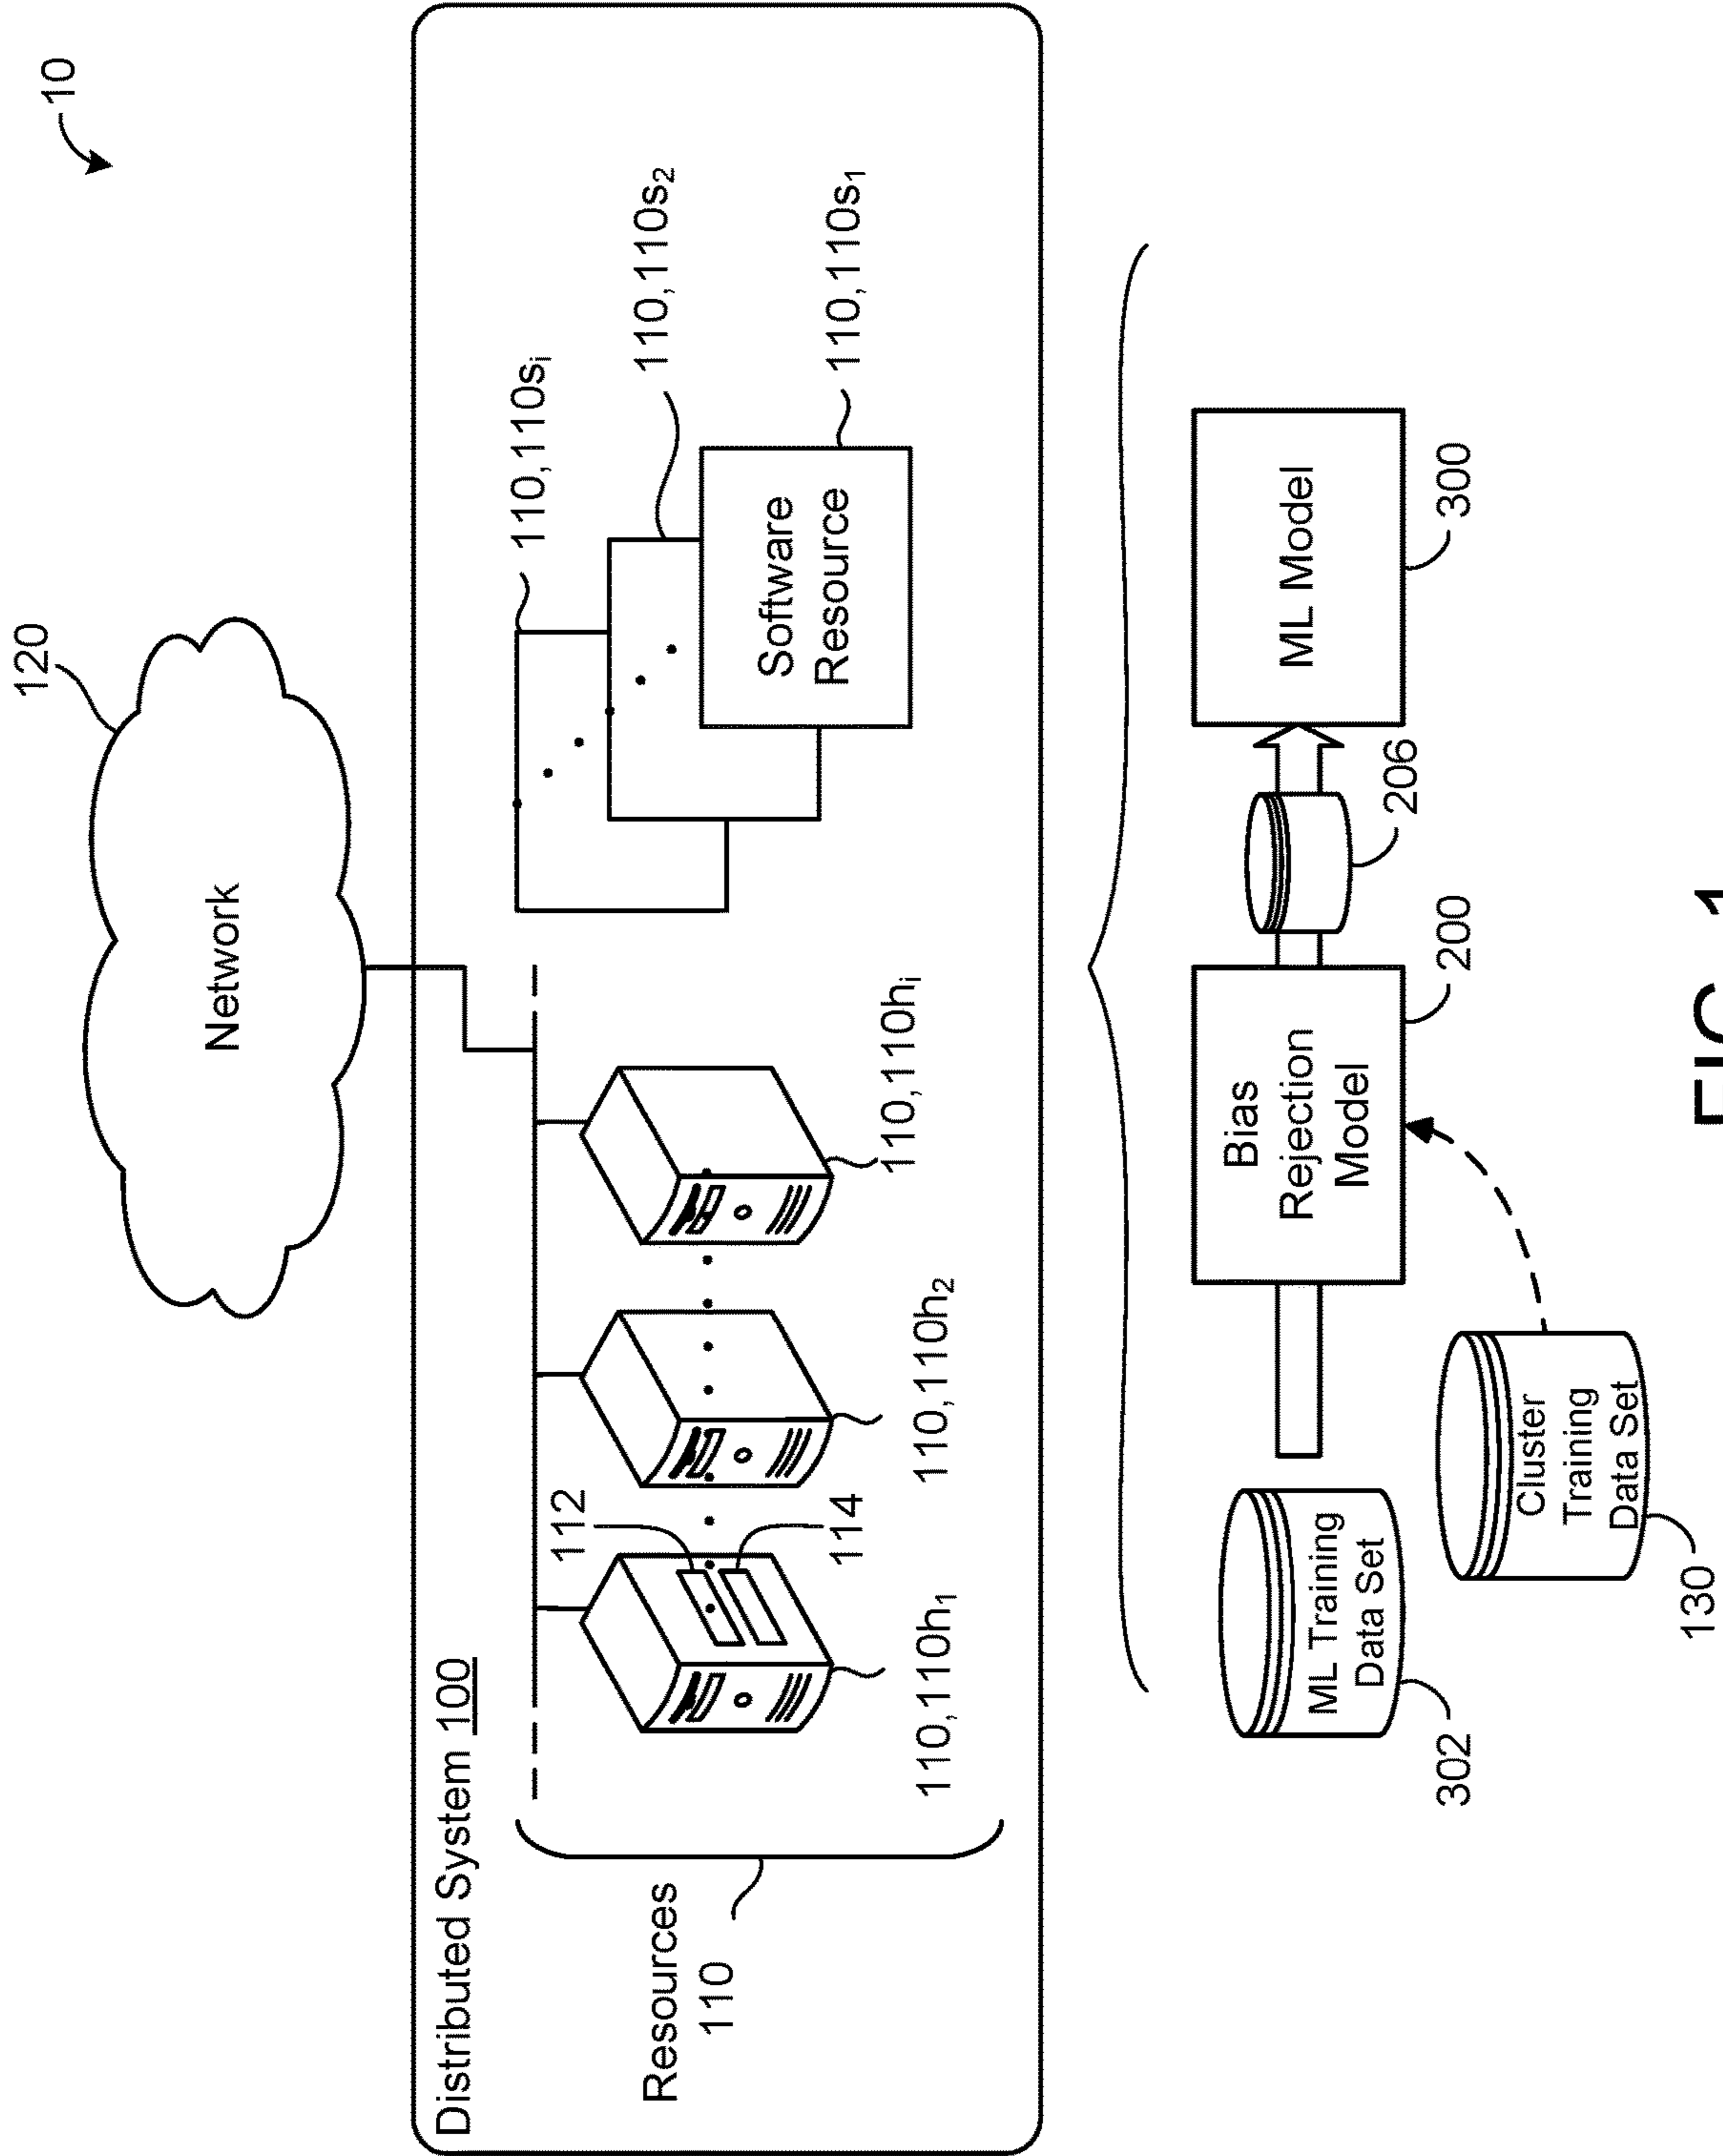 10
120
Network
Distributed System 100
Resources
110
112
114
110,110h₁
110,110h₂
110,110hᵢ
110,110sᵢ
110,110s₂
110,110s₁
Software
Resource
ML Training
Data Set
302
Cluster
Training
Data Set
130
Bias
Rejection
Model
200
206
ML Model
300